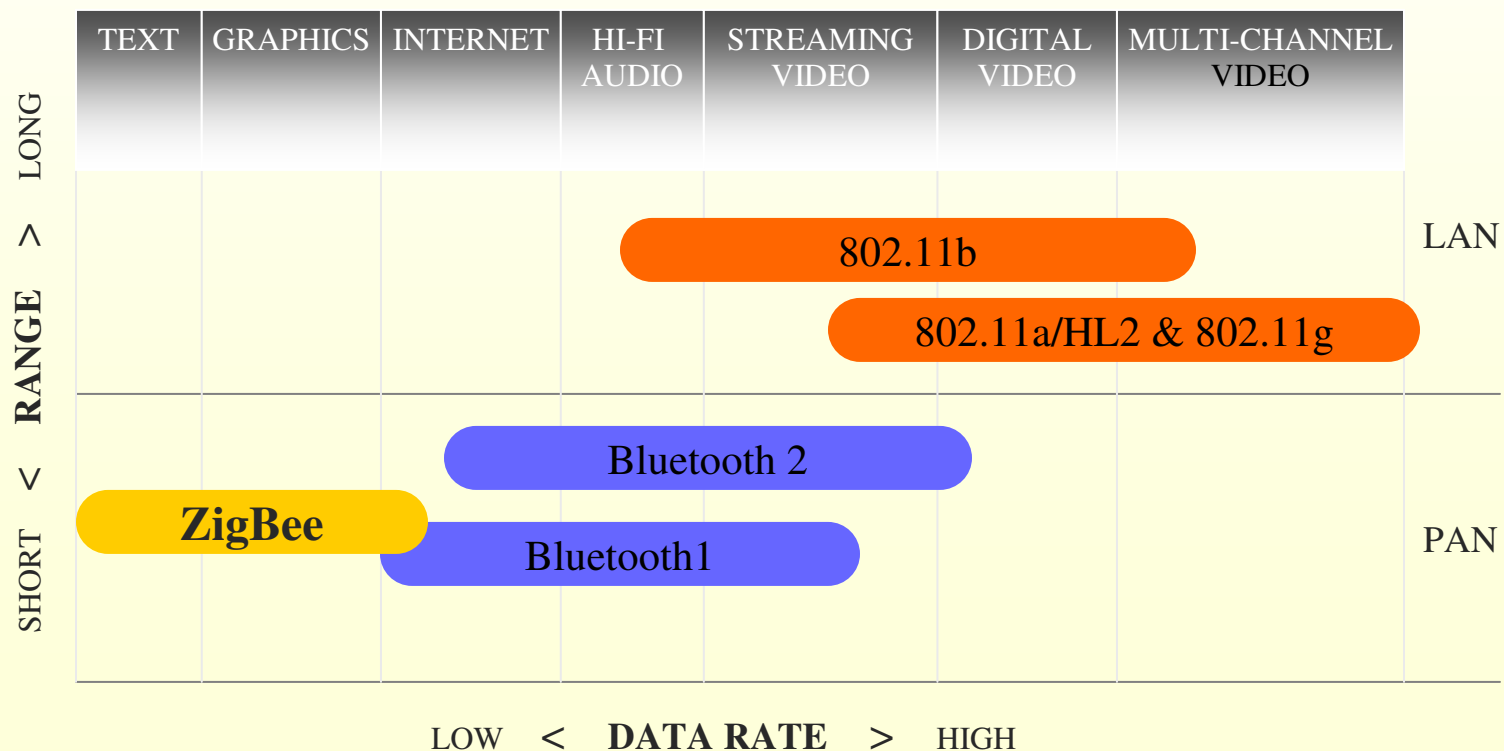 TEXT
GRAPHICS
INTERNET
HI-FI
AUDIO
STREAMING
VIDEO
DIGITAL
VIDEO
MULTI-CHANNEL
VIDEO
SHORT < RANGE > LONG
802.11b
LAN
802.11a/HL2 & 802.11g
Bluetooth 2
ZigBee
Bluetooth1
PAN
LOW < DATA RATE > HIGH